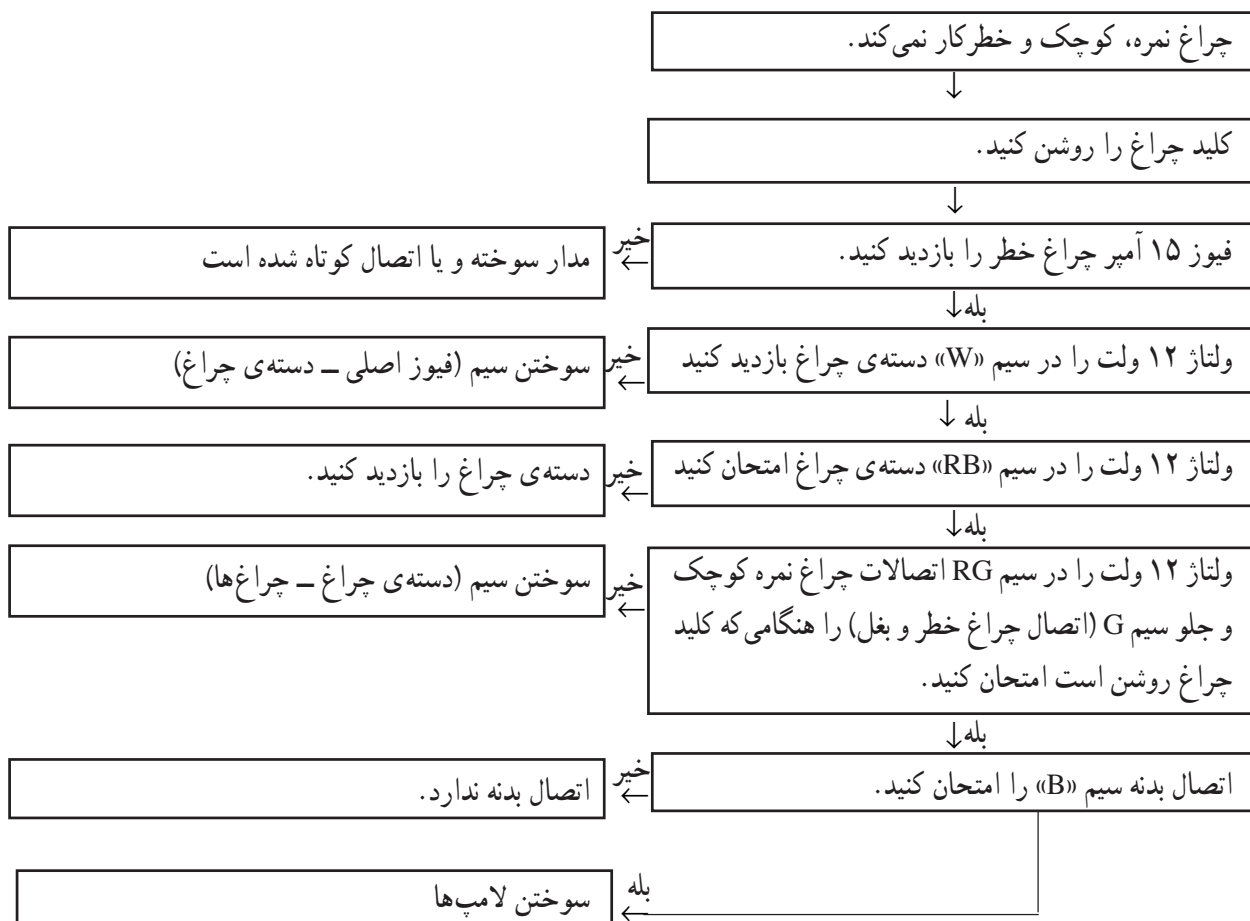 چراغ نمره، کوچک و خطرکار نمی‌کند.
↓
کلید چراغ را روشن کنید.
↓
فیوز ۱۵ آمپر چراغ خطر را بازدید کنید.
خیر
←
مدار سوخته و یا اتصال کوتاه شده است
بله↓
ولتاژ ۱۲ ولت را در سیم «W» دسته‌ی چراغ بازدید کنید
خیر
←
سوختن سیم (فیوز اصلی ــ دسته‌ی چراغ)
بله ↓
ولتاژ ۱۲ ولت را در سیم «RB» دسته‌ی چراغ امتحان کنید
خیر
←
دسته‌ی چراغ را بازدید کنید.
بله↓
ولتاژ ۱۲ ولت را در سیم RG اتصالات چراغ نمره کوچک
و جلو سیم G (اتصال چراغ خطر و بغل) را هنگامی‌که کلید
چراغ روشن است امتحان کنید.
خیر
←
سوختن سیم (دسته‌ی چراغ ــ چراغ‌ها)
بله↓
اتصال بدنه سیم «B» را امتحان کنید.
خیر
←
اتصال بدنه ندارد.
بله
←
سوختن لامپ‌ها